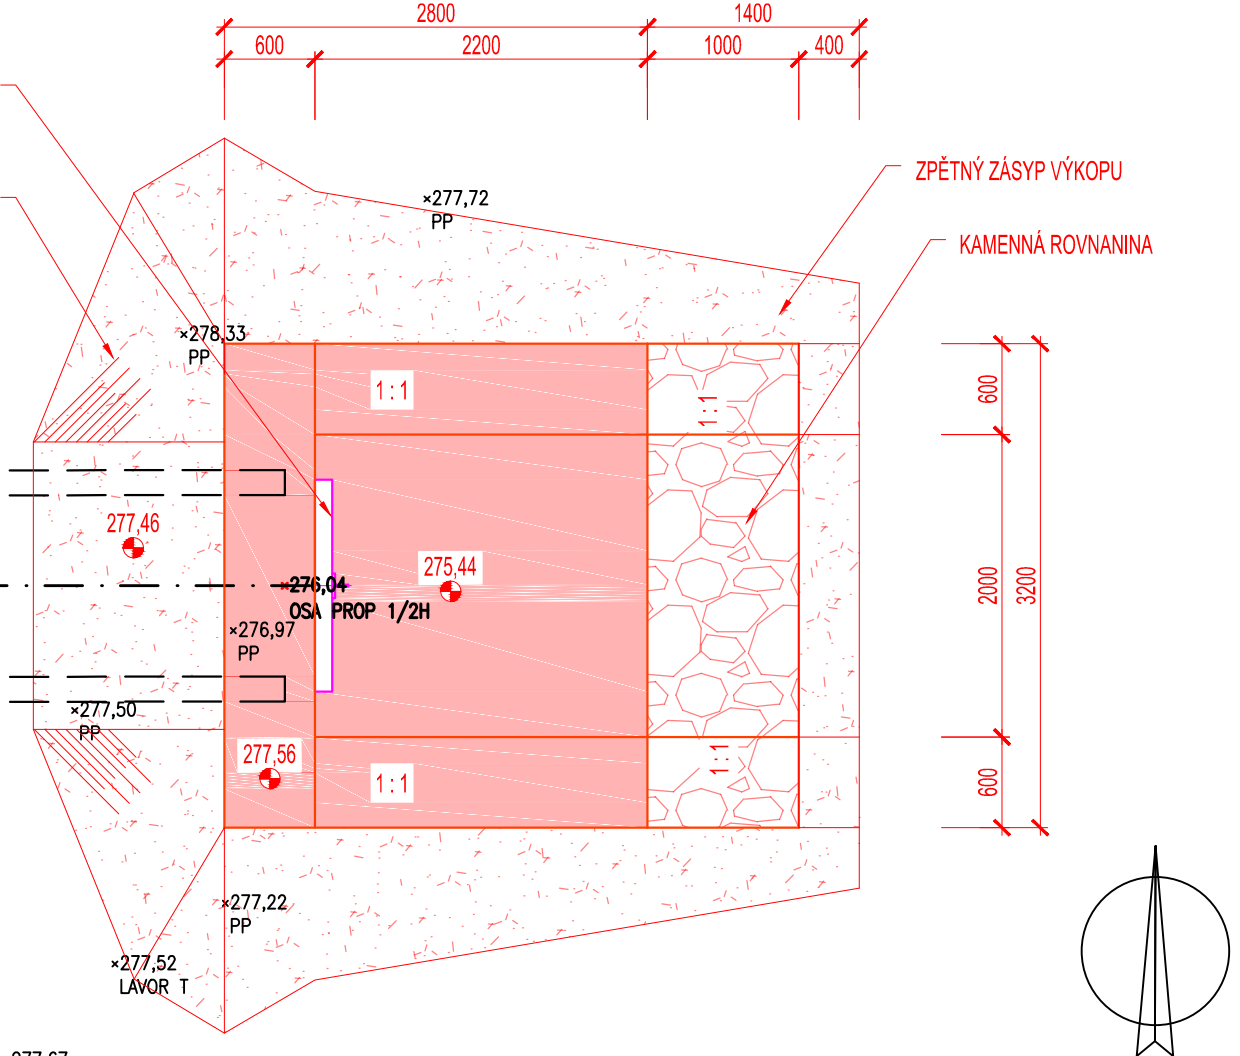 2800
1400
600
2200
1000
400
ZPĚTNÝ ZÁSYP VÝKOPU
×277,72
PP
KAMENNÁ ROVNANINA
×278,33
PP
1:1
1:1
600
277,46
275,44
×276,04
OSA PROP 1/2H
2000
3200
×276,97
PP
×277,50
PP
277,56
1:1
1:1
600
×277,22
PP
×277,52
LAVOR T
277,67